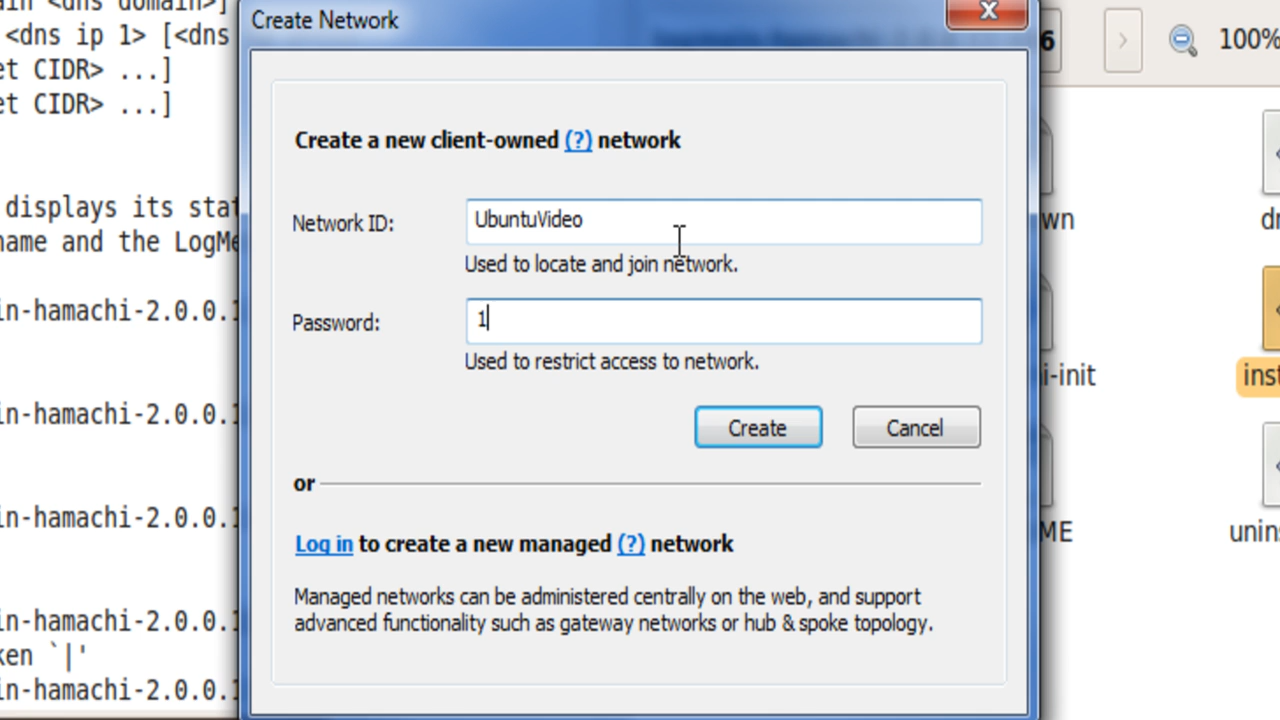 Create Network
Create a new client-owned (?) network
Network ID:
UbuntuVideo
Used to locate and join network.
Password:
1
Used to restrict access to network.
Create
Cancel
or
Log in to create a new managed (?) network
Managed networks can be administered centrally on the web, and support
advanced functionality such as gateway networks or hub & spoke topology.
<dns domain>]
<dns ip 1> [<dns
et CIDR> ...]
et CIDR> ...]
displays its stat
name and the LogMe
in-hamachi-2.0.0.1
in-hamachi-2.0.0.1
in-hamachi-2.0.0.1
in-hamachi-2.0.0.1
ken `|'
in-hamachi-2.0.0.1
6
100%
wn
i-init
inst
ME
unins